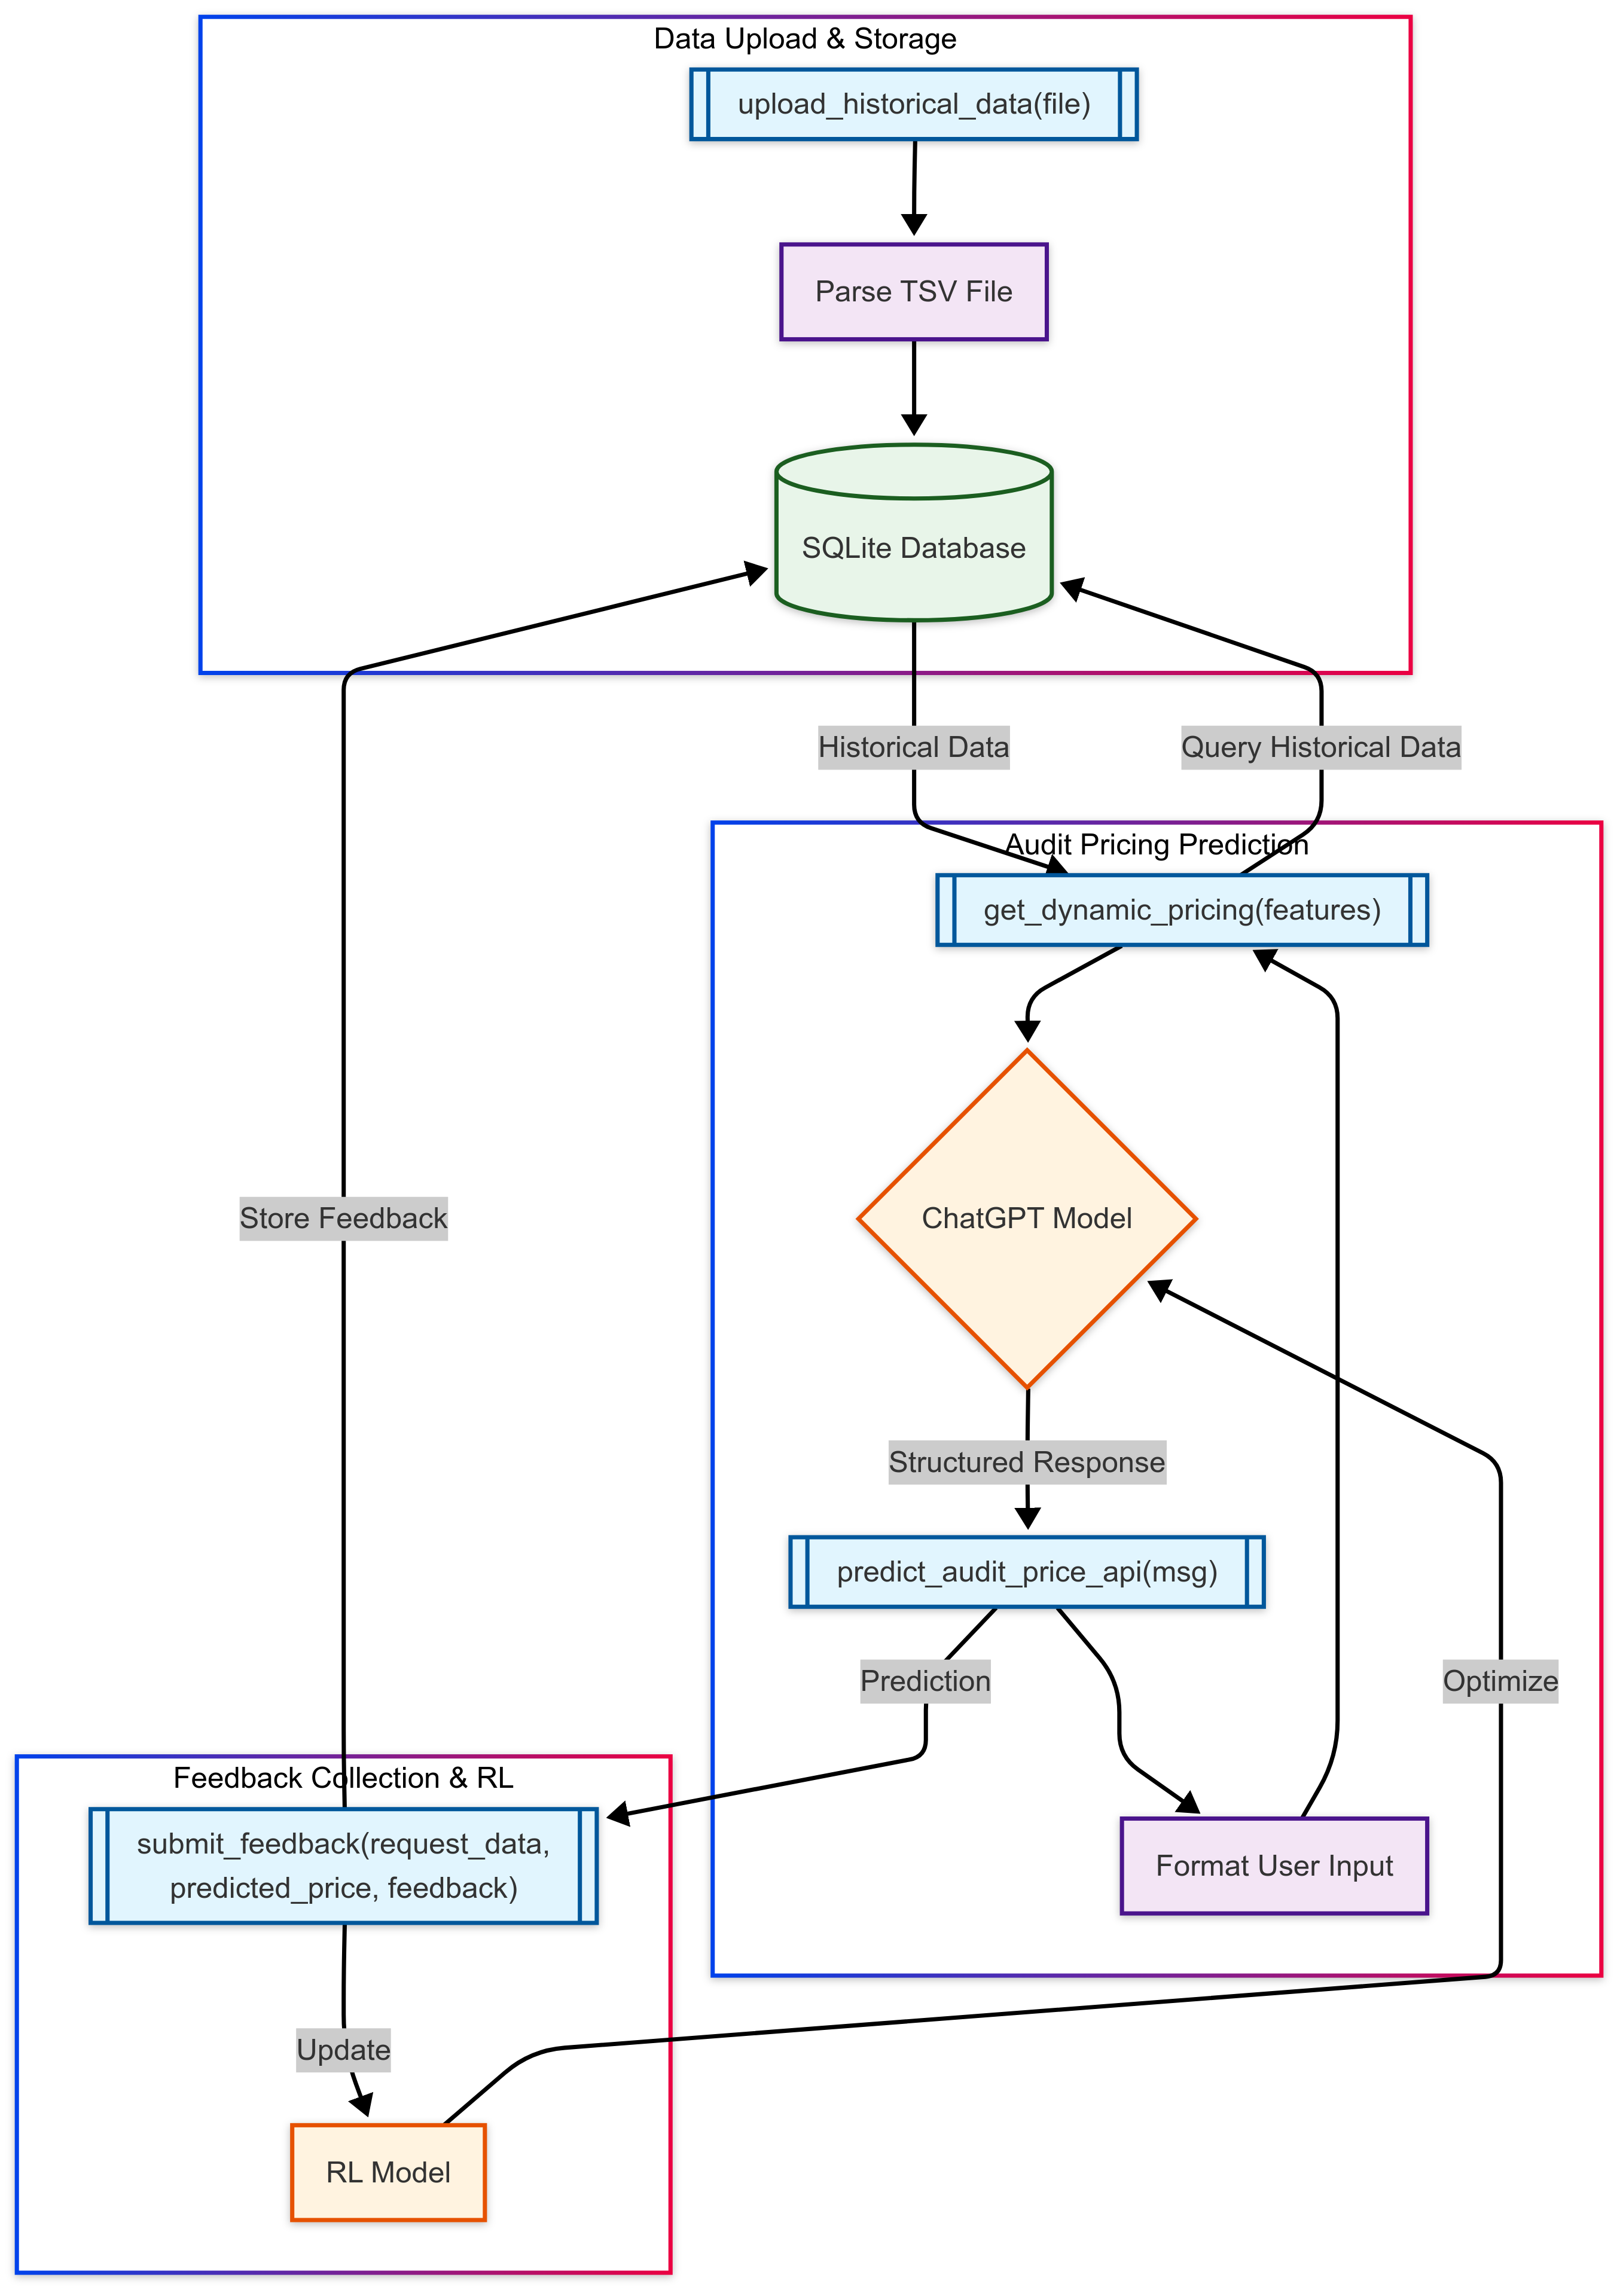 Data Upload & Storage
upload_historical_data(file)
Parse TSV File
SQLite Database
Historical Data
Query Historical Data
Audit Pricing Prediction
get_dynamic_pricing(features)
ChatGPT Model
Store Feedback
Structured Response
predict_audit_price_api(msg)
Prediction
Optimize
Feedback Collection & RL
submit_feedback(request_data,
predicted_price, feedback)
Format User Input
Update
RL Model